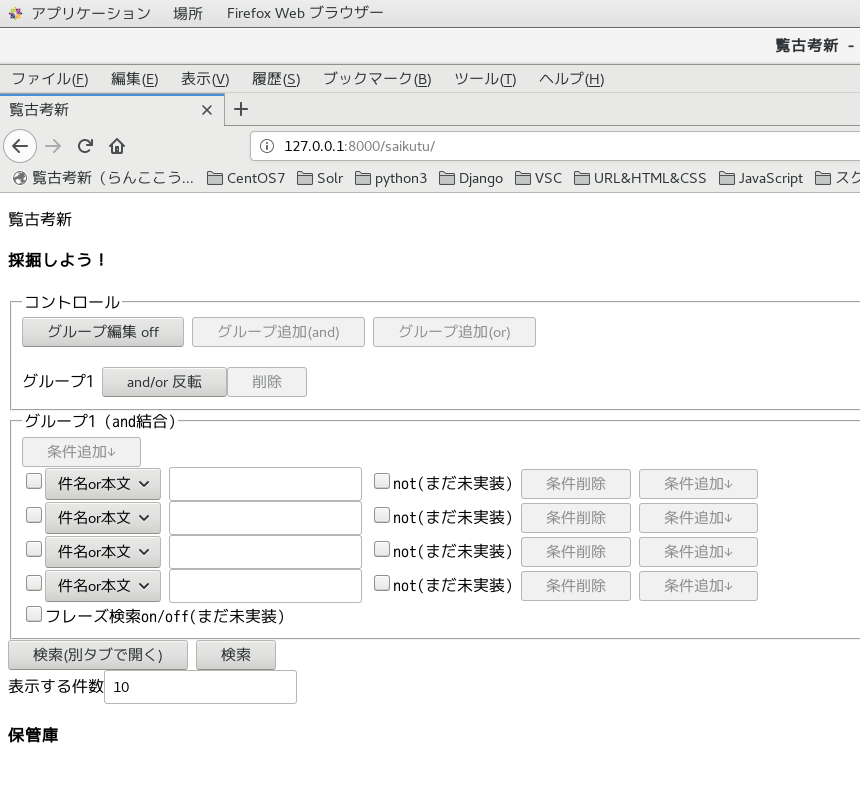 アプリケーション 場所 Firefox Web ブラウザー
覧古考新 -
ファイル(F) 編集(E) 表示(V) 履歴(S) ブックマーク(B) ツール(T) ヘルプ(H)
覧古考新
127.0.0.1:8000/saikutu/
覧古考新（らんここう... CentOS7 Solr python3 Django VSC URL&HTML&CSS JavaScript スク
覧古考新
採掘しよう！
コントロール
グループ編集 off グループ追加(and) グループ追加(or)
グループ1 and/or 反転 削除
グループ1（and結合）
条件追加↓
件名or本文 not(まだ未実装) 条件削除 条件追加↓
件名or本文 not(まだ未実装) 条件削除 条件追加↓
件名or本文 not(まだ未実装) 条件削除 条件追加↓
件名or本文 not(まだ未実装) 条件削除 条件追加↓
フレーズ検索on/off(まだ未実装)
検索(別タブで開く) 検索
表示する件数 10
保管庫